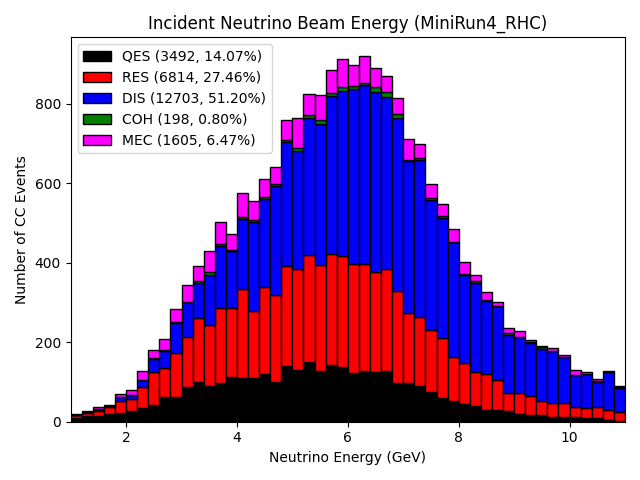 Incident Neutrino Beam Energy (MiniRun4_RHC)
QES (3492, 14.07%)
RES (6814, 27.46%)
DIS (12703, 51.20%)
COH (198, 0.80%)
MEC (1605, 6.47%)
Number of CC Events
800
600
400
200
0
2 4 6 8 10
Neutrino Energy (GeV)